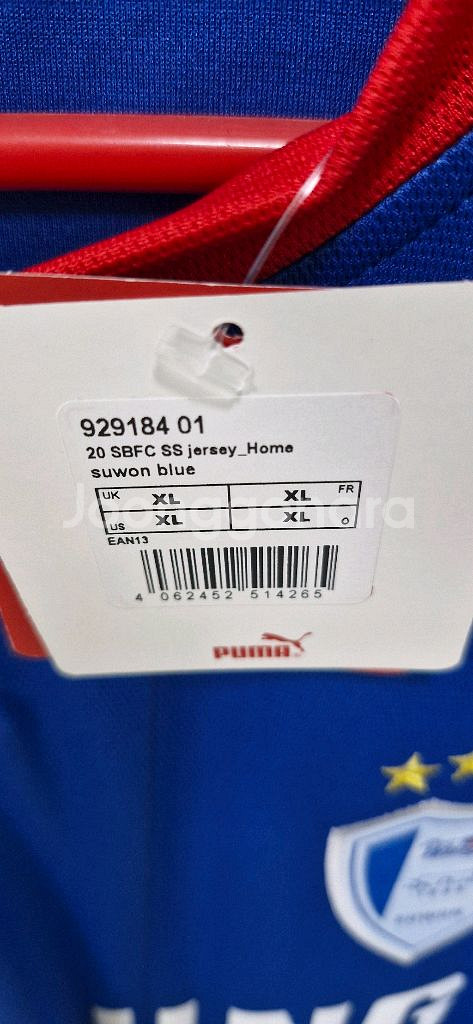 929184 01
20 SBFC SS jersey_Home
suwon blue
UK XL XL FR
US XL XL
Joonggonara
EAN13
4 062452 514265
PUMA